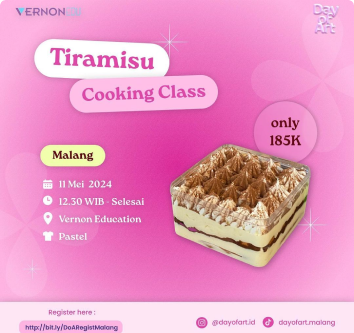 VERNON EDU
Day
of
Art
Tiramisu
Cooking Class
only
185K
Malang
11 Mei 2024
12.30 WIB - Selesai
Vernon Education
Pastel
Register here :
http://bit.ly/DoARegistMalang
@dayofart.id
dayofart.malang